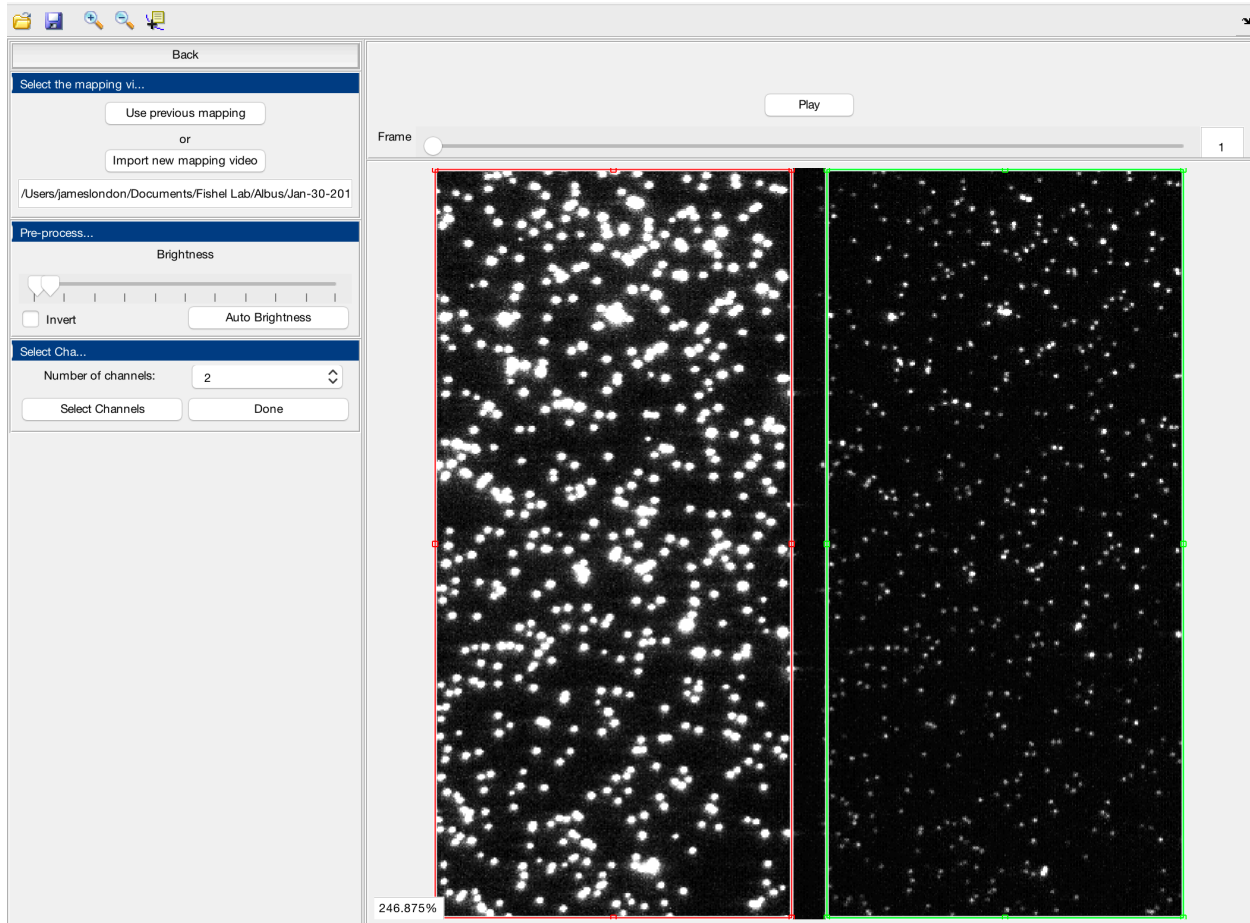 Back
Select the mapping vi...
Use previous mapping
or
Import new mapping video
/Users/jameslondon/Documents/Fishel Lab/Albus/Jan-30-201
Pre-process...
Brightness
Invert
Auto Brightness
Select Cha...
Number of channels:
2
Select Channels
Done
Play
Frame
1
246.875%